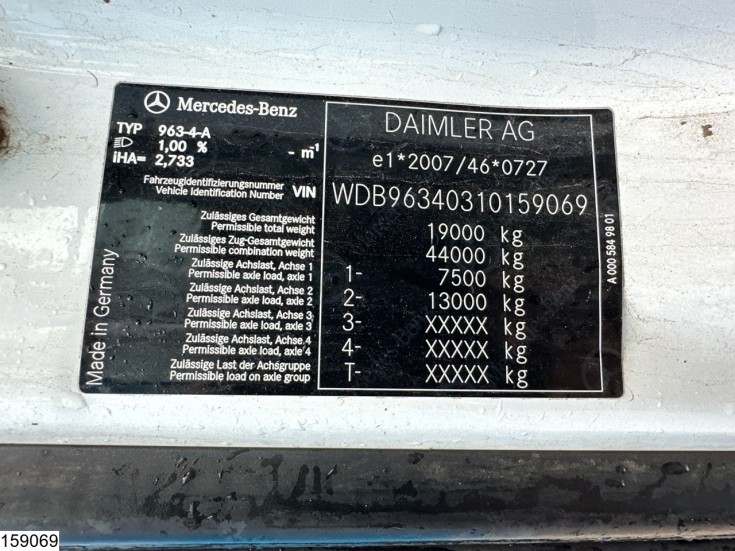 Mercedes-Benz
TYP 963-4-A
1,00 % - m⁻¹
iHA= 2,733
DAIMLER AG
e1*2007/46*0727
Fahrzeugidentifizierungsnummer
Vehicle Identification Number VIN WDB96340310159069
Zulässiges Gesamtgewicht
Permissible total weight 19000 kg
Zulässiges Zug-Gesamtgewicht
Permissible combination weight 44000 kg
Zulässige Achslast, Achse 1
Permissible axle load, axle 1 1- 7500 kg
Zulässige Achslast, Achse 2
Permissible axle load, axle 2 2- 13000 kg
Zulässige Achslast, Achse 3
Permissible axle load, axle 3 3- XXXXX kg
Zulässige Achslast, Achse 4
Permissible axle load, axle 4 4- XXXXX kg
Zulässige Last der Achsgruppe
Permissible load on axle group T- XXXXX kg
Made in Germany
A 000 584 98 01
159069